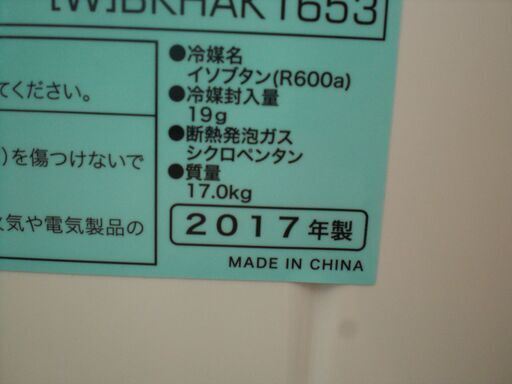 [W]BKHAK1653
●冷媒名
イソブタン(R600a)
●冷媒封入量
19g
●断熱発泡ガス
シクロペンタン
●質量
17.0kg
2017年製
MADE IN CHINA
てください。
)を傷つけないで
火気や電気製品の